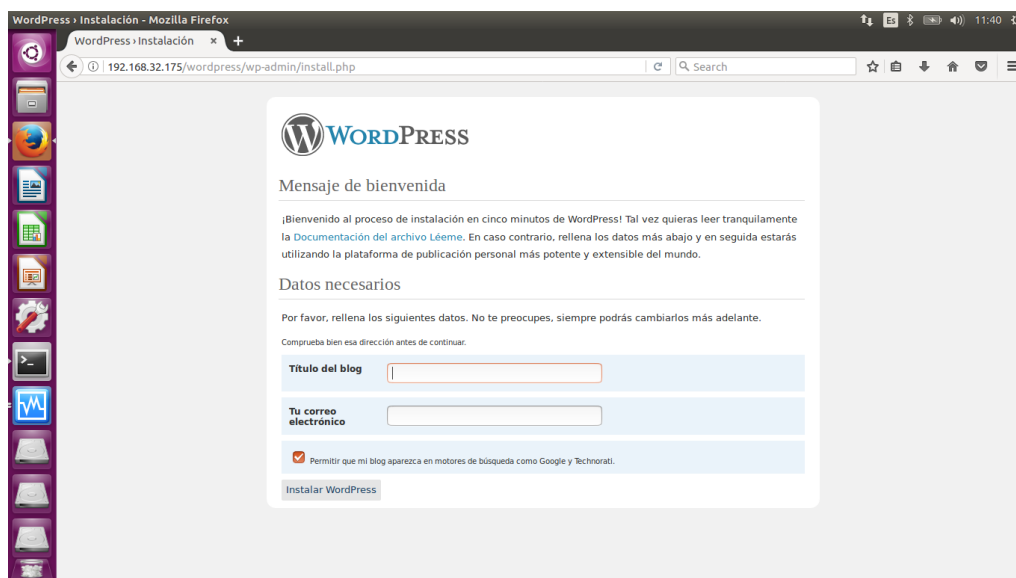 WordPress › Instalación - Mozilla Firefox
Es
11:40
WordPress › Instalación × +
192.168.32.175/wordpress/wp-admin/install.php
Search
WORDPRESS
Mensaje de bienvenida
¡Bienvenido al proceso de instalación en cinco minutos de WordPress! Tal vez quieras leer tranquilamente
la Documentación del archivo Léeme. En caso contrario, rellena los datos más abajo y en seguida estarás
utilizando la plataforma de publicación personal más potente y extensible del mundo.
Datos necesarios
Por favor, rellena los siguientes datos. No te preocupes, siempre podrás cambiarlos más adelante.
Comprueba bien esa dirección antes de continuar.
Título del blog
Tu correo
electrónico
Permitir que mi blog aparezca en motores de búsqueda como Google y Technorati.
Instalar WordPress